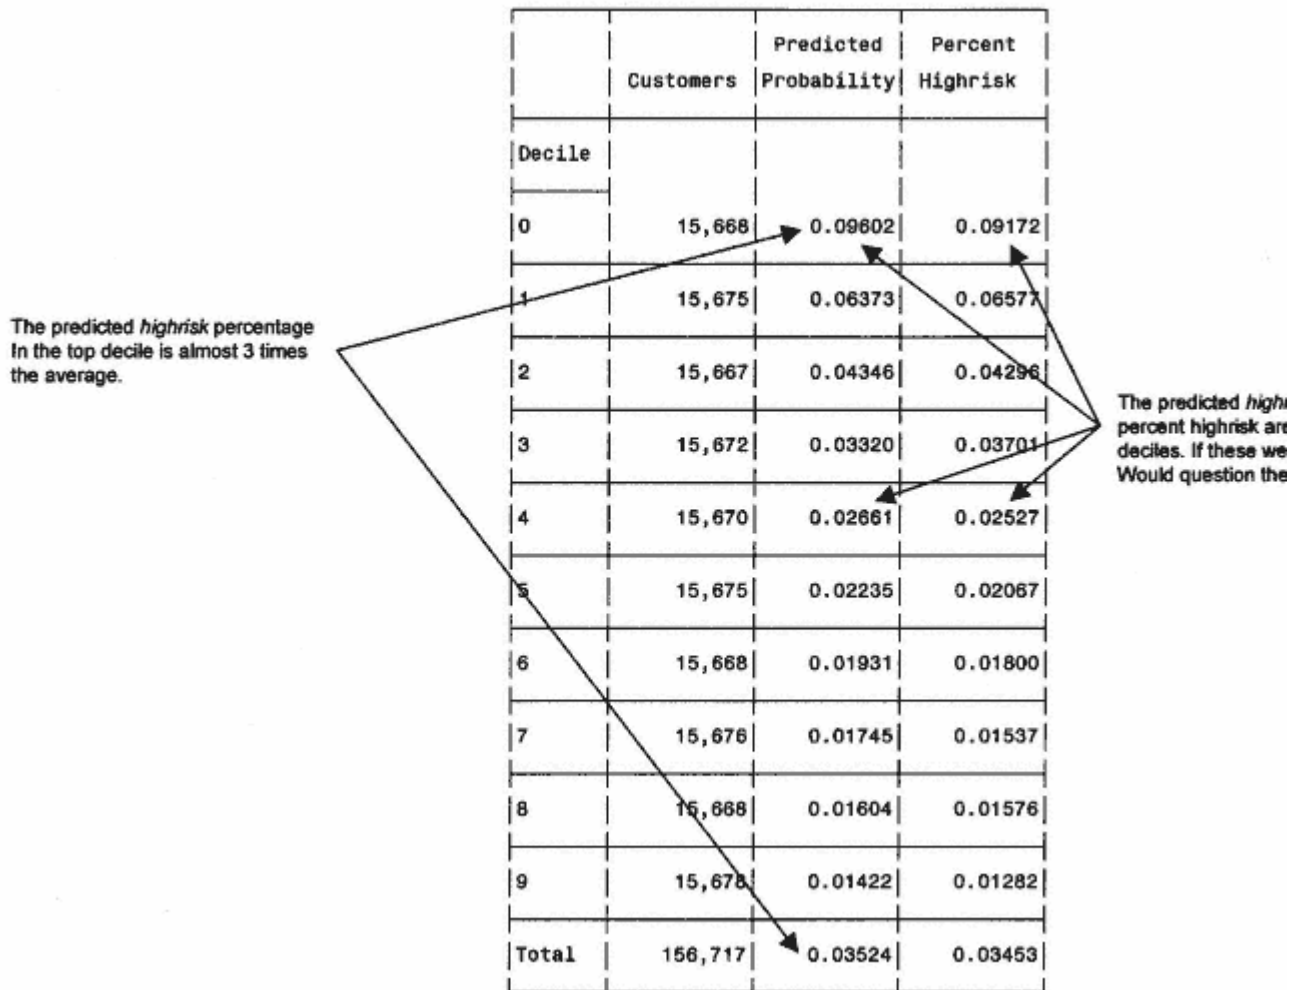 Predicted Percent
Customers Probability Highrisk
Decile
0 15,668 0.09602 0.09172
1 15,675 0.06373 0.06577
2 15,667 0.04346 0.04296
3 15,672 0.03320 0.03701
4 15,670 0.02661 0.02527
5 15,675 0.02235 0.02067
6 15,668 0.01931 0.01800
7 15,676 0.01745 0.01537
8 15,668 0.01604 0.01576
9 15,678 0.01422 0.01282
Total 156,717 0.03524 0.03453
The predicted highrisk percentage
In the top decile is almost 3 times
the average.
The predicted
percent highrisk are
deciles. If these
Would question the